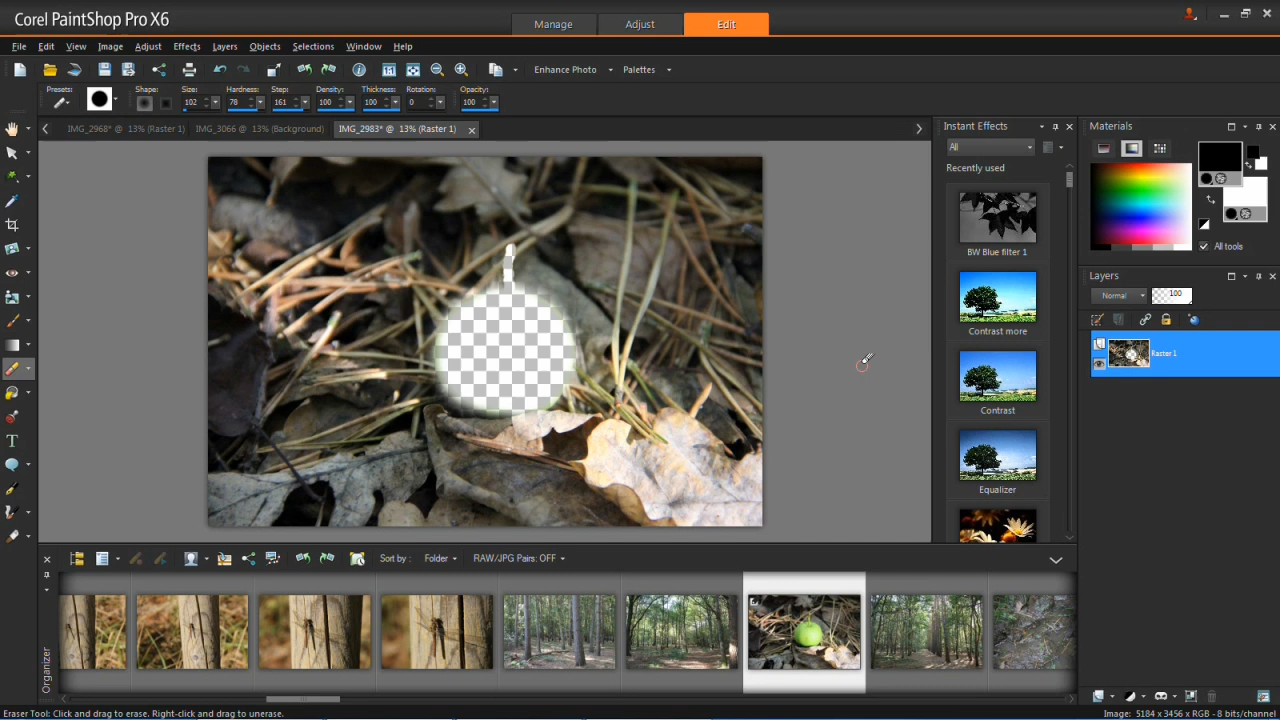 Corel PaintShop Pro X6
Manage
Adjust
Edit
File Edit View Image Adjust Effects Layers Objects Selections Window Help
Enhance Photo
Palettes
Presets: Shape: Size: Hardness: Step: Density: Thickness: Rotation: Opacity:
102 78 161 100 100 0 100
IMG_2968* @ 13% (Raster 1)
IMG_3066 @ 13% (Background)
IMG_2983* @ 13% (Raster 1)
Instant Effects
All
Recently used
BW Blue filter 1
Contrast more
Contrast
Equalizer
Materials
All tools
Layers
Normal
100
Raster 1
Organizer
Sort by :
Folder
RAW/JPG Pairs: OFF
Eraser Tool: Click and drag to erase. Right-click and drag to unerase.
Image: 5184 x 3456 x RGB - 8 bits/channel